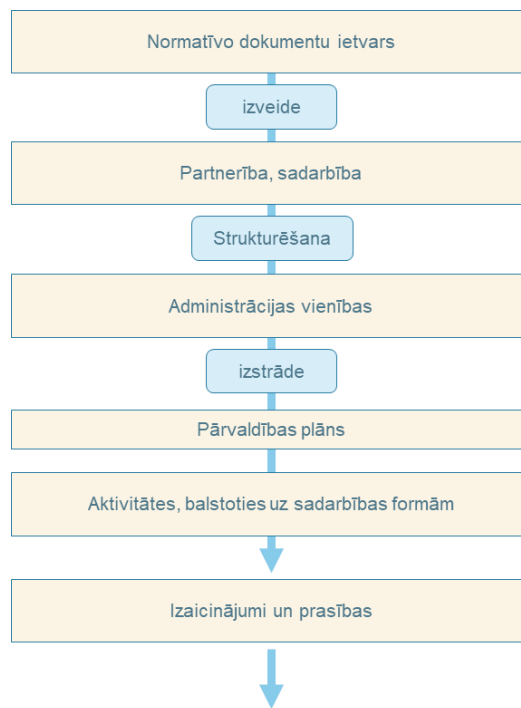 Normatīvo dokumentu ietvars
izveide
Partnerība, sadarbība
Strukturēšana
Administrācijas vienības
izstrāde
Pārvaldības plāns
Aktivitātes, balstoties uz sadarbības formām
Izaicinājumi un prasības